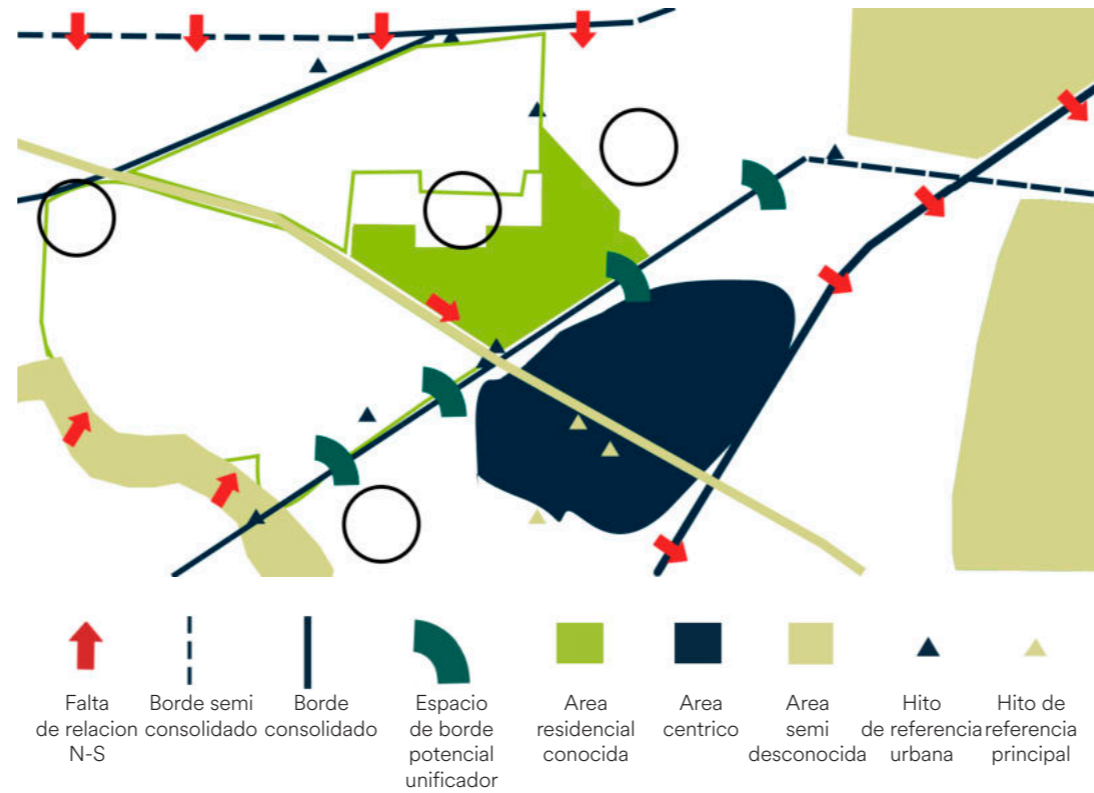 Falta
de relacion
N-S
Borde semi
consolidado
Borde
consolidado
Espacio
de borde
potencial
unificador
Area
residencial
conocida
Area
centrico
Area
semi
desconocida
Hito
de referencia
urbana
Hito de
referencia
principal